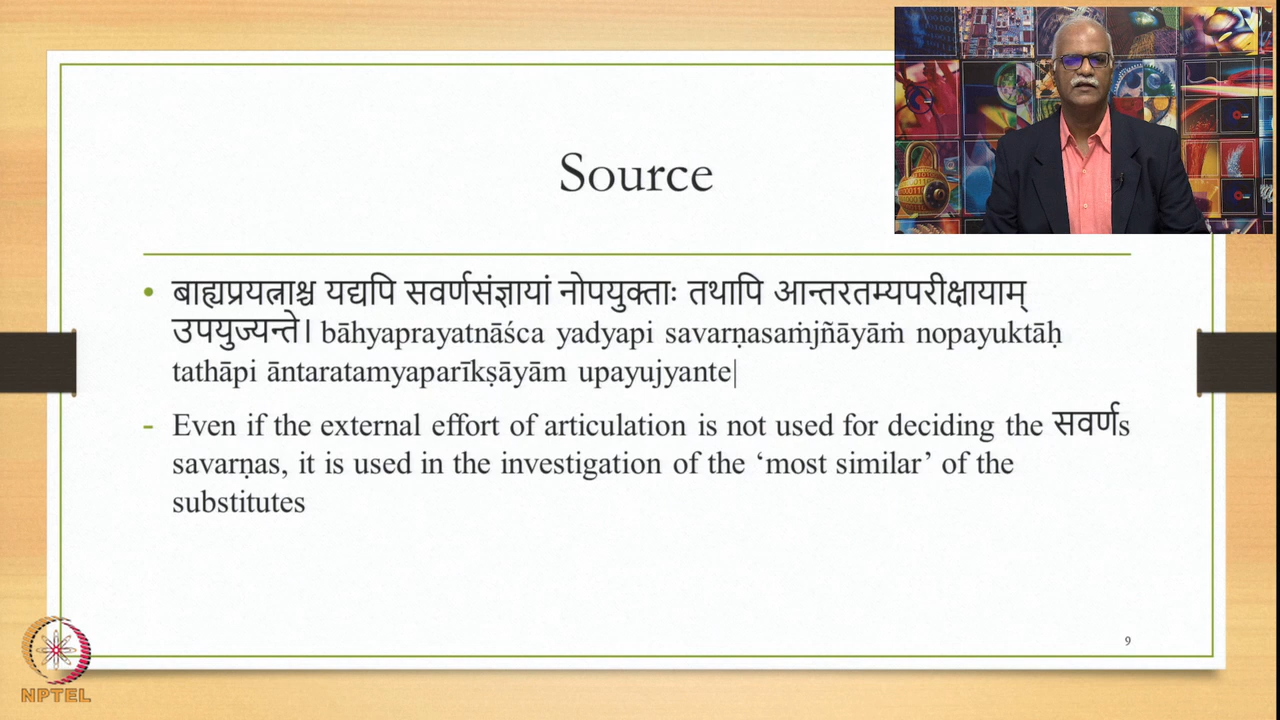 Source
• बाह्यप्रयत्नाश्च यद्यपि सवर्णसंज्ञायां नोपयुक्ताः तथापि आन्तरतम्यपरीक्षायाम्
उपयुज्यन्ते। bāhyaprayatnāśca yadyapi savarṇasaṁjñāyāṁ nopayuktāḥ
tathāpi āntaratamyaparīkṣāyām upayujyante|
- Even if the external effort of articulation is not used for deciding the सवर्णs
savarṇas, it is used in the investigation of the ‘most similar’ of the
substitutes
9
NPTEL